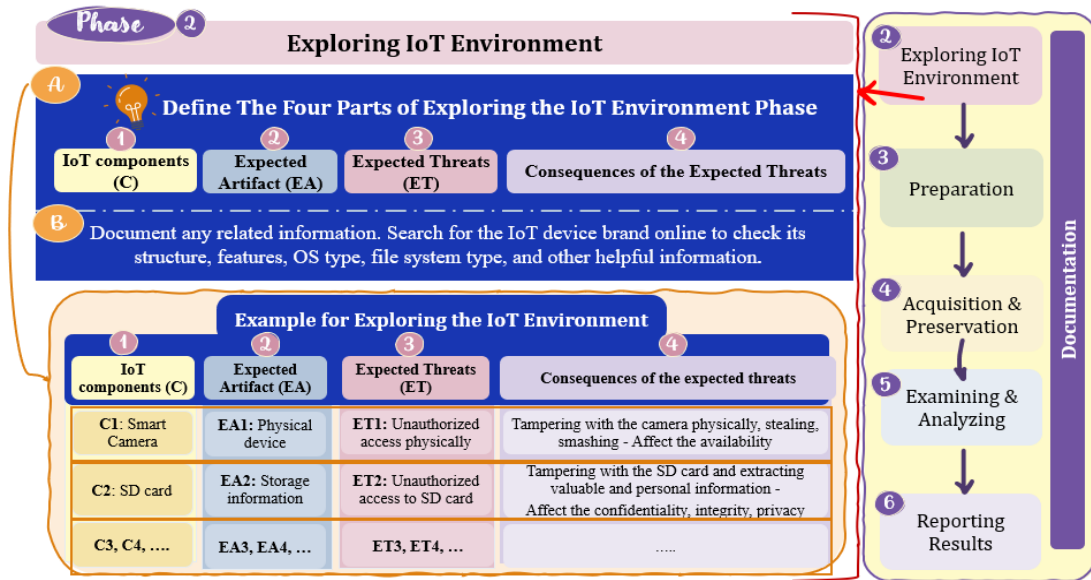 Phase 2
Exploring IoT Environment
A
Define The Four Parts of Exploring the IoT Environment Phase
1
2
3
4
IoT components
(C)
Expected
Artifact (EA)
Expected Threats
(ET)
Consequences of the Expected Threats
B
Document any related information. Search for the IoT device brand online to check its
structure, features, OS type, file system type, and other helpful information.
Example for Exploring the IoT Environment
1
2
3
4
IoT
components (C)
Expected
Artifact (EA)
Expected Threats
(ET)
Consequences of the expected threats
C1: Smart
Camera
EA1: Physical
device
ET1: Unauthorized
access physically
Tampering with the camera physically, stealing,
smashing - Affect the availability
C2: SD card
EA2: Storage
information
ET2: Unauthorized
access to SD card
Tampering with the SD card and extracting
valuable and personal information -
Affect the confidentiality, integrity, privacy
C3, C4, ….
EA3, EA4, …
ET3, ET4, …
…..
2
Exploring IoT
Environment
3
Preparation
4
Acquisition &
Preservation
5
Examining &
Analyzing
6
Reporting
Results
Documentation